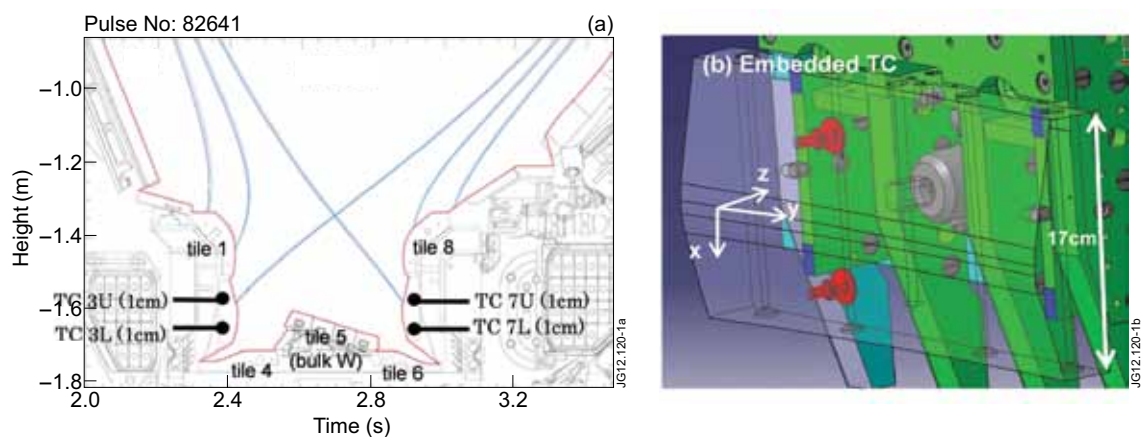 Pulse No: 82641
(a)
–1.0
–1.2
–1.4
–1.6
–1.8
Height (m)
tile 1
tile 8
TC 3U (1cm)
TC 7U (1cm)
TC 3L (1cm)
TC 7L (1cm)
tile 5
(bulk W)
tile 4
tile 6
2.0
2.4
2.8
3.2
Time (s)
JG12.120-1a
(b) Embedded TC
z
y
x
17cm
JG12.120-1b